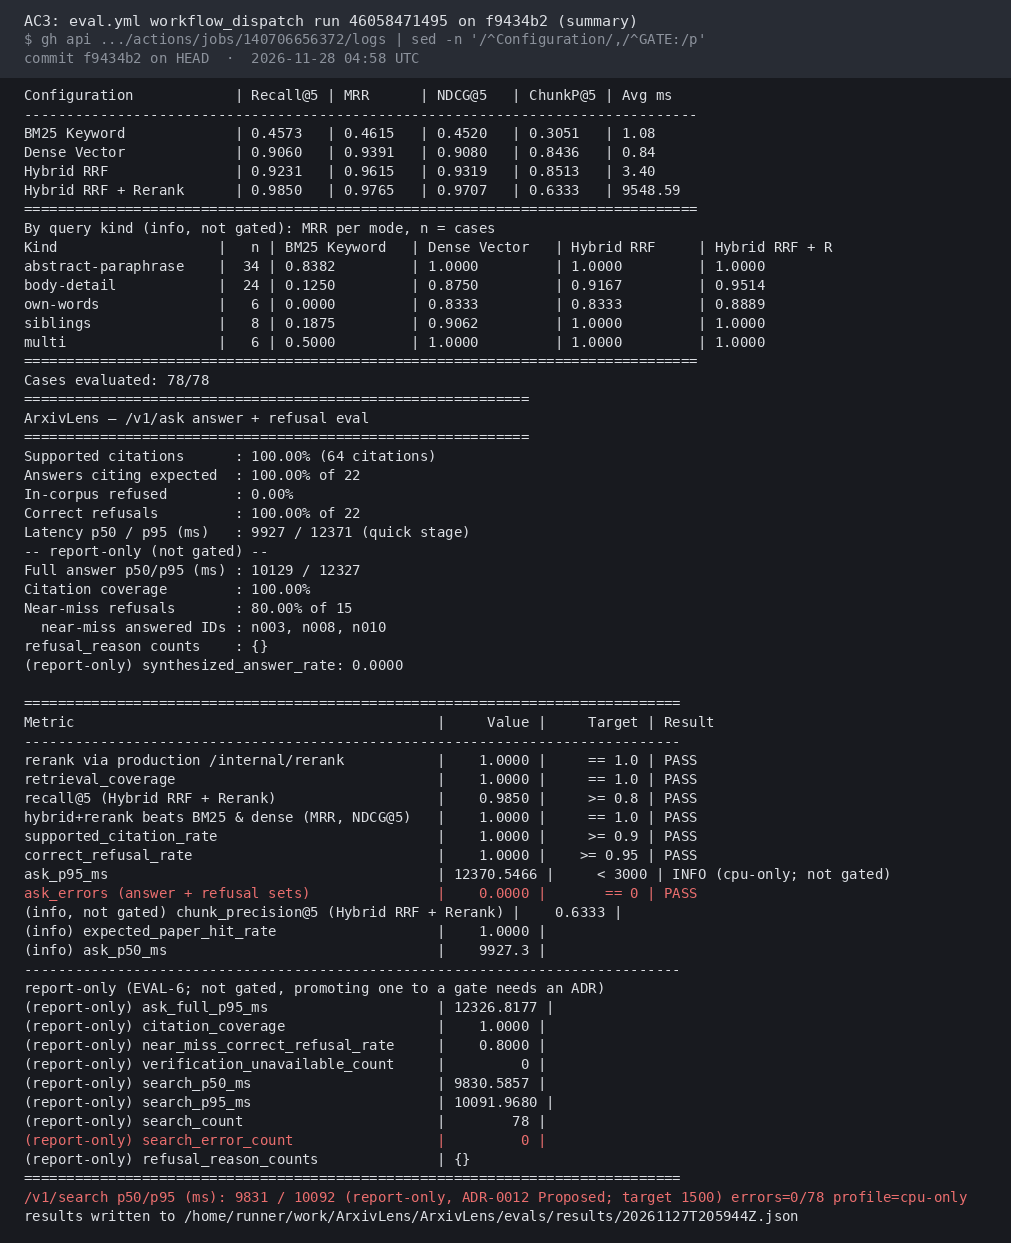 AC3: eval.yml workflow_dispatch run 46058471495 on f9434b2 (summary)
$ gh api .../actions/jobs/140706656372/logs | sed -n '/^Configuration/,/^GATE:/p'
commit f9434b2 on HEAD  ·  2026-11-28 04:58 UTC
Configuration            | Recall@5 | MRR      | NDCG@5   | ChunkP@5 | Avg ms
--------------------------------------------------------------------------------
BM25 Keyword             | 0.4573   | 0.4615   | 0.4520   | 0.3051   | 1.08
Dense Vector             | 0.9060   | 0.9391   | 0.9080   | 0.8436   | 0.84
Hybrid RRF               | 0.9231   | 0.9615   | 0.9319   | 0.8513   | 3.40
Hybrid RRF + Rerank      | 0.9850   | 0.9765   | 0.9707   | 0.6333   | 9548.59
================================================================================
By query kind (info, not gated): MRR per mode, n = cases
Kind                   |   n | BM25 Keyword   | Dense Vector   | Hybrid RRF     | Hybrid RRF + R
abstract-paraphrase    |  34 | 0.8382         | 1.0000         | 1.0000         | 1.0000
body-detail            |  24 | 0.1250         | 0.8750         | 0.9167         | 0.9514
own-words              |   6 | 0.0000         | 0.8333         | 0.8333         | 0.8889
siblings               |   8 | 0.1875         | 0.9062         | 1.0000         | 1.0000
multi                  |   6 | 0.5000         | 1.0000         | 1.0000         | 1.0000
================================================================================
Cases evaluated: 78/78
============================================================
ArxivLens — /v1/ask answer + refusal eval
============================================================
Supported citations      : 100.00% (64 citations)
Answers citing expected  : 100.00% of 22
In-corpus refused        : 0.00%
Correct refusals         : 100.00% of 22
Latency p50 / p95 (ms)   : 9927 / 12371 (quick stage)
-- report-only (not gated) --
Full answer p50/p95 (ms) : 10129 / 12327
Citation coverage        : 100.00%
Near-miss refusals       : 80.00% of 15
  near-miss answered IDs : n003, n008, n010
refusal_reason counts    : {}
(report-only) synthesized_answer_rate: 0.0000
==============================================================================
Metric                                           |     Value |     Target | Result
------------------------------------------------------------------------------
rerank via production /internal/rerank           |    1.0000 |     == 1.0 | PASS
retrieval_coverage                               |    1.0000 |     == 1.0 | PASS
recall@5 (Hybrid RRF + Rerank)                   |    0.9850 |     >= 0.8 | PASS
hybrid+rerank beats BM25 & dense (MRR, NDCG@5)   |    1.0000 |     == 1.0 | PASS
supported_citation_rate                          |    1.0000 |     >= 0.9 | PASS
correct_refusal_rate                             |    1.0000 |    >= 0.95 | PASS
ask_p95_ms                                       | 12370.5466 |     < 3000 | INFO (cpu-only; not gated)
ask_errors (answer + refusal sets)               |    0.0000 |       == 0 | PASS
(info, not gated) chunk_precision@5 (Hybrid RRF + Rerank) |    0.6333 |
(info) expected_paper_hit_rate                   |    1.0000 |
(info) ask_p50_ms                                |    9927.3 |
------------------------------------------------------------------------------
report-only (EVAL-6; not gated, promoting one to a gate needs an ADR)
(report-only) ask_full_p95_ms                    | 12326.8177 |
(report-only) citation_coverage                  |    1.0000 |
(report-only) near_miss_correct_refusal_rate     |    0.8000 |
(report-only) verification_unavailable_count     |         0 |
(report-only) search_p50_ms                      | 9830.5857 |
(report-only) search_p95_ms                      | 10091.9680 |
(report-only) search_count                       |        78 |
(report-only) search_error_count                 |         0 |
(report-only) refusal_reason_counts              | {}
==============================================================================
/v1/search p50/p95 (ms): 9831 / 10092 (report-only, ADR-0012 Proposed; target 1500) errors=0/78 profile=cpu-only
results written to /home/runner/work/ArxivLens/ArxivLens/evals/results/20261127T205944Z.json